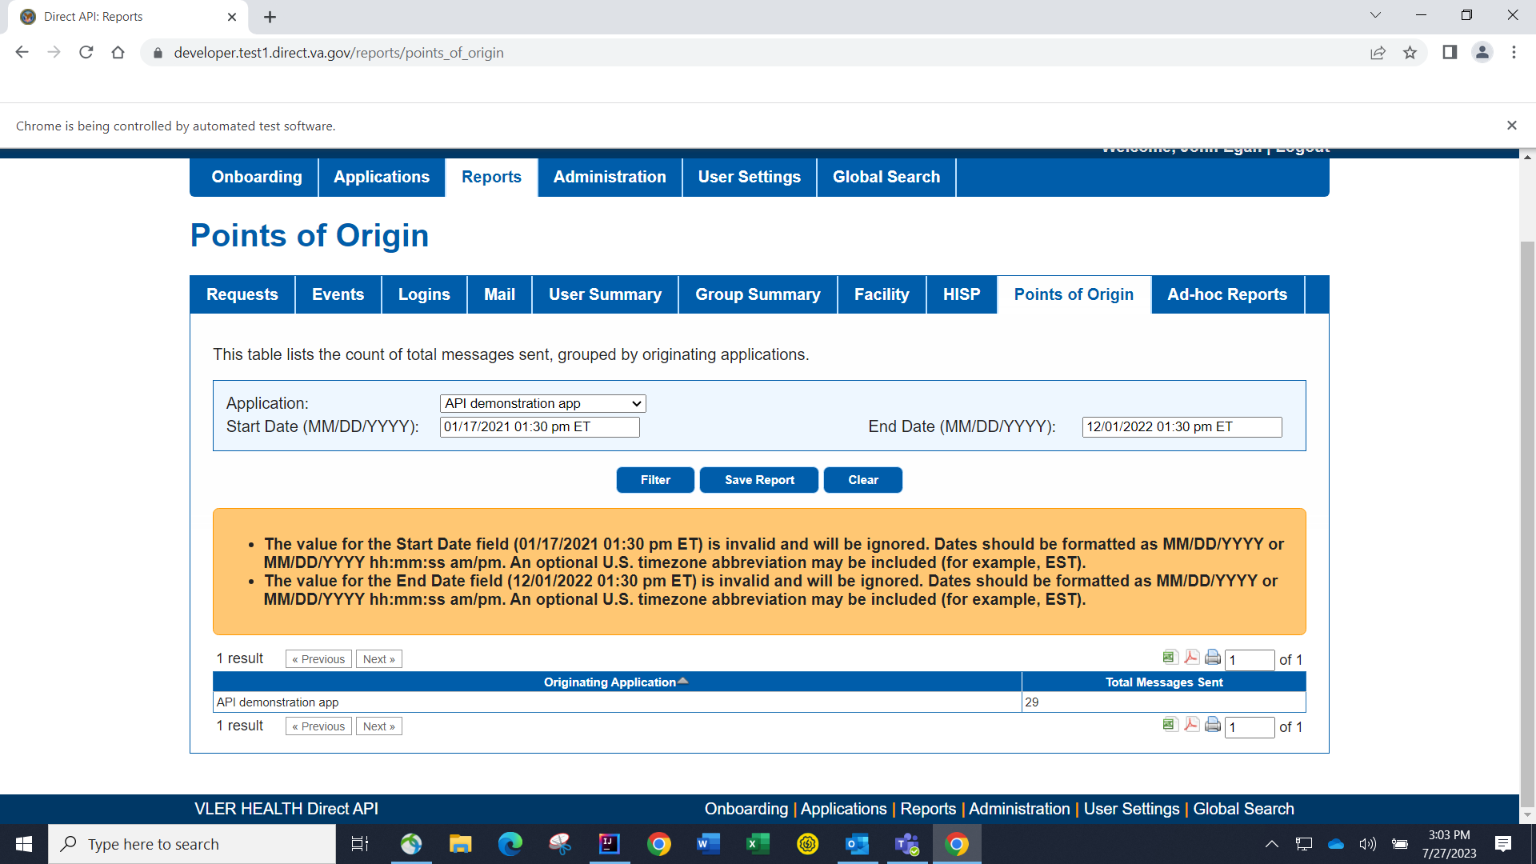 Direct API: Reports
developer.test1.direct.va.gov/reports/points_of_origin
Chrome is being controlled by automated test software.
Welcome, John Egan | Logout
Onboarding Applications Reports Administration User Settings Global Search
Points of Origin
Requests Events Logins Mail User Summary Group Summary Facility HISP Points of Origin Ad-hoc Reports
This table lists the count of total messages sent, grouped by originating applications.
Application: API demonstration app
Start Date (MM/DD/YYYY): 01/17/2021 01:30 pm ET End Date (MM/DD/YYYY): 12/01/2022 01:30 pm ET
Filter Save Report Clear
• The value for the Start Date field (01/17/2021 01:30 pm ET) is invalid and will be ignored. Dates should be formatted as MM/DD/YYYY or
MM/DD/YYYY hh:mm:ss am/pm. An optional U.S. timezone abbreviation may be included (for example, EST).
• The value for the End Date field (12/01/2022 01:30 pm ET) is invalid and will be ignored. Dates should be formatted as MM/DD/YYYY or
MM/DD/YYYY hh:mm:ss am/pm. An optional U.S. timezone abbreviation may be included (for example, EST).
1 result « Previous Next » 1 of 1
Originating Application Total Messages Sent
API demonstration app 29
1 result « Previous Next » 1 of 1
VLER HEALTH Direct API Onboarding | Applications | Reports | Administration | User Settings | Global Search
Type here to search
3:03 PM
7/27/2023